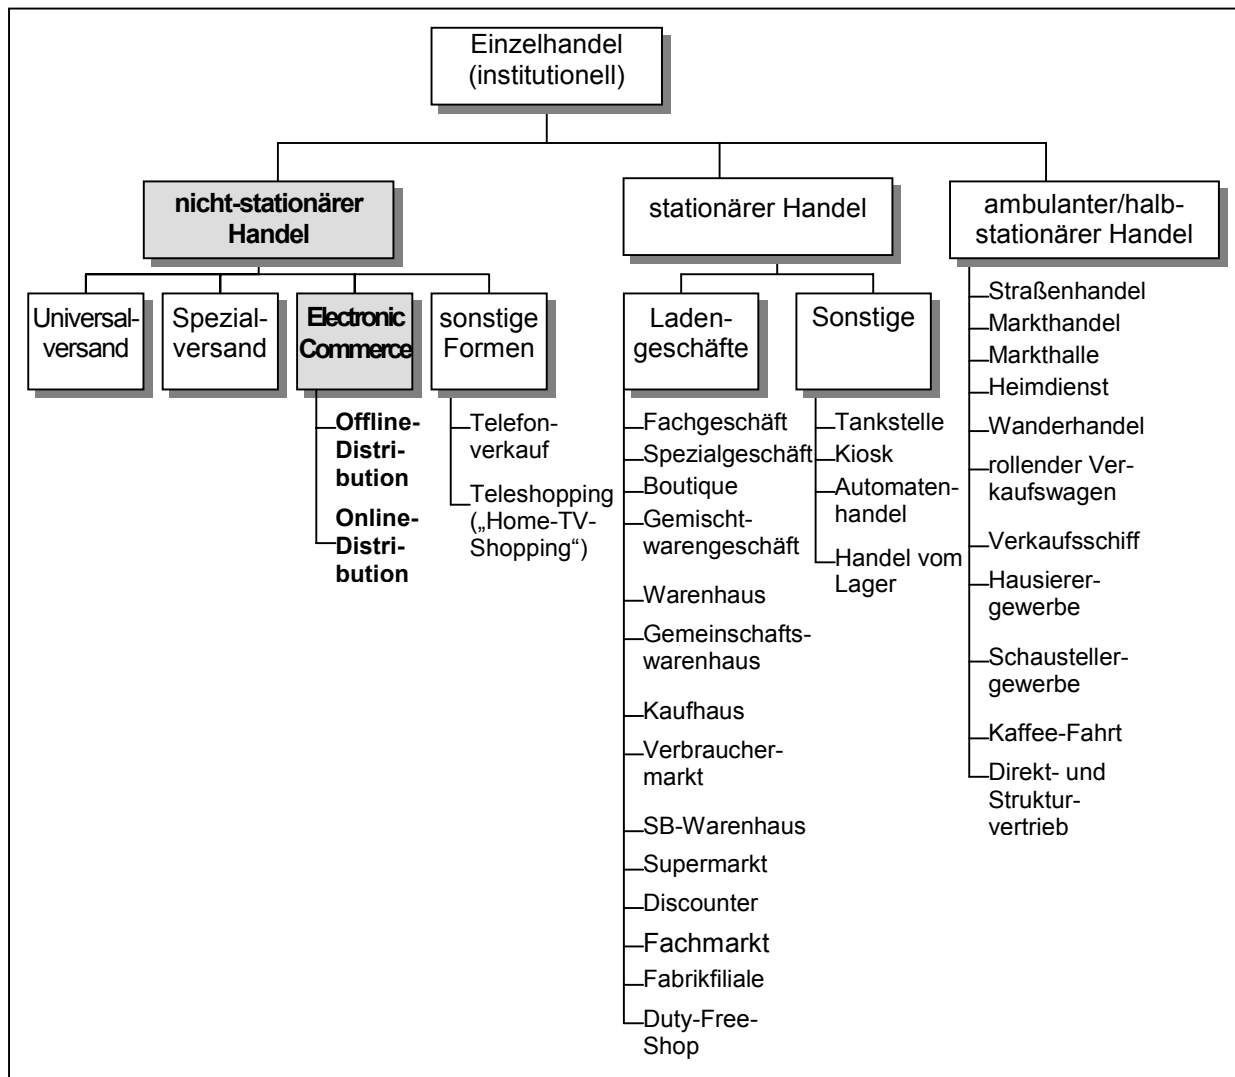 Einzelhandel
(institutionell)
nicht-stationärer
Handel
stationärer Handel
ambulanter/halb-
stationärer Handel
Universal-
versand
Spezial-
versand
Electronic
Commerce
sonstige
Formen
Laden-
geschäfte
Sonstige
Offline-
Distri-
bution
Online-
Distri-
bution
Telefon-
verkauf
Teleshopping
(„Home-TV-
Shopping“)
Fachgeschäft
Spezialgeschäft
Boutique
Gemischt-
warengeschäft
Warenhaus
Gemeinschafts-
warenhaus
Kaufhaus
Verbraucher-
markt
SB-Warenhaus
Supermarkt
Discounter
Fachmarkt
Fabrikfiliale
Duty-Free-
Shop
Tankstelle
Kiosk
Automaten-
handel
Handel vom
Lager
Straßenhandel
Markthandel
Markthalle
Heimdienst
Wanderhandel
rollender Ver-
kaufswagen
Verkaufsschiff
Hausierer-
gewerbe
Schausteller-
gewerbe
Kaffee-Fahrt
Direkt- und
Struktur-
vertrieb